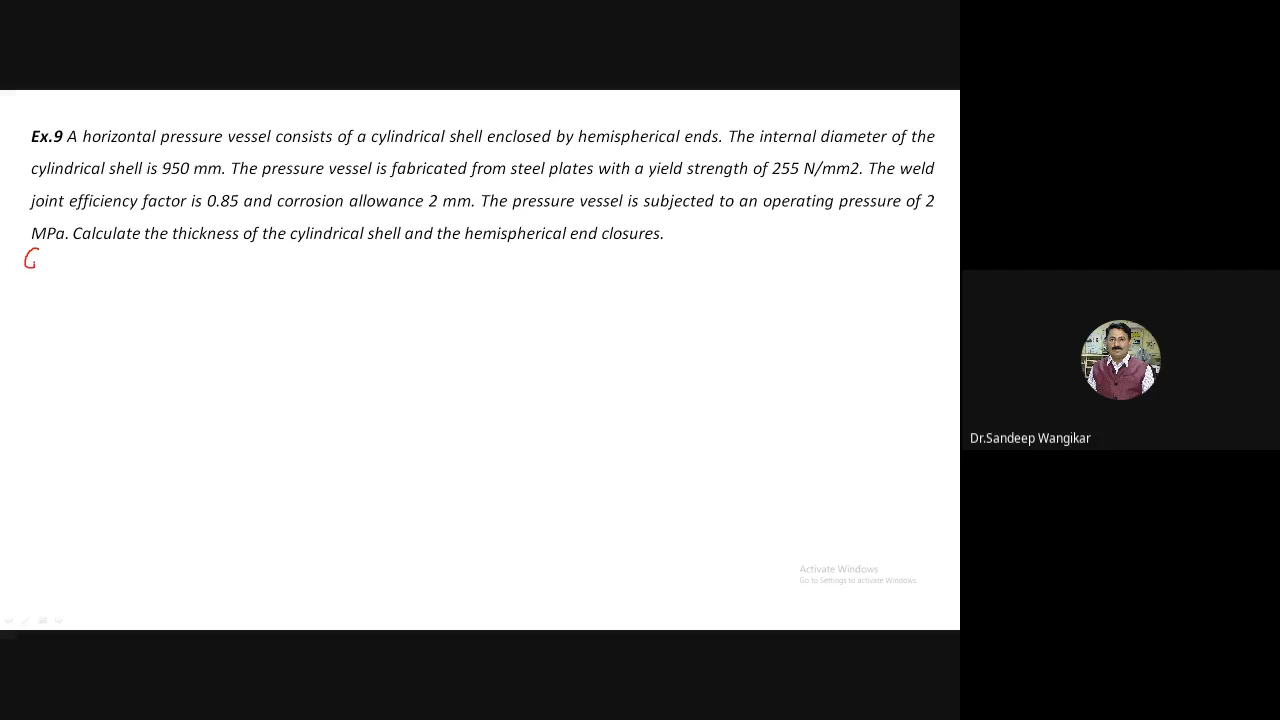 Ex.9 A horizontal pressure vessel consists of a cylindrical shell enclosed by hemispherical ends. The internal diameter of the
cylindrical shell is 950 mm. The pressure vessel is fabricated from steel plates with a yield strength of 255 N/mm2. The weld
joint efficiency factor is 0.85 and corrosion allowance 2 mm. The pressure vessel is subjected to an operating pressure of 2
MPa. Calculate the thickness of the cylindrical shell and the hemispherical end closures.
G
Dr.Sandeep Wangikar
Activate Windows
Go to Settings to activate Windows.